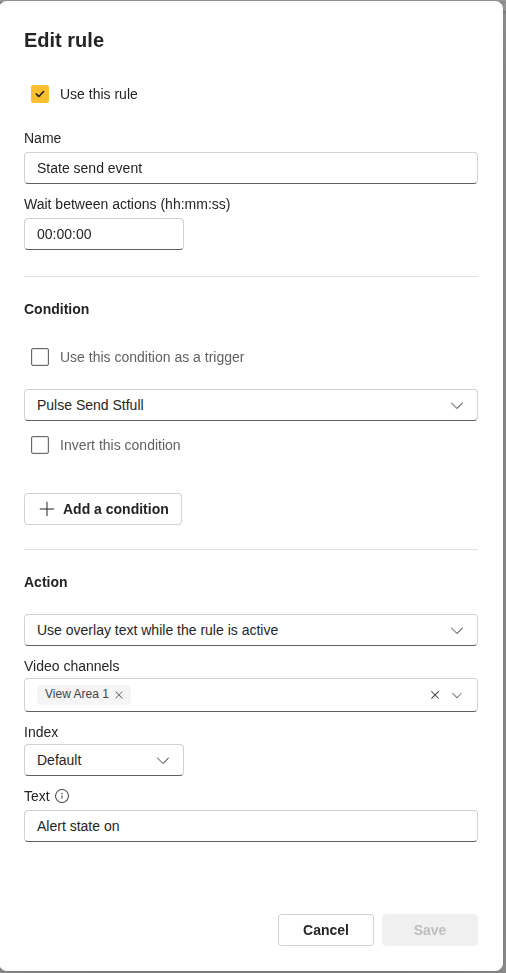 Edit rule
Use this rule
Name
State send event
Wait between actions (hh:mm:ss)
00:00:00
Condition
Use this condition as a trigger
Pulse Send Stfull
Invert this condition
Add a condition
Action
Use overlay text while the rule is active
Video channels
View Area 1
Index
Default
Text
Alert state on
Cancel Save